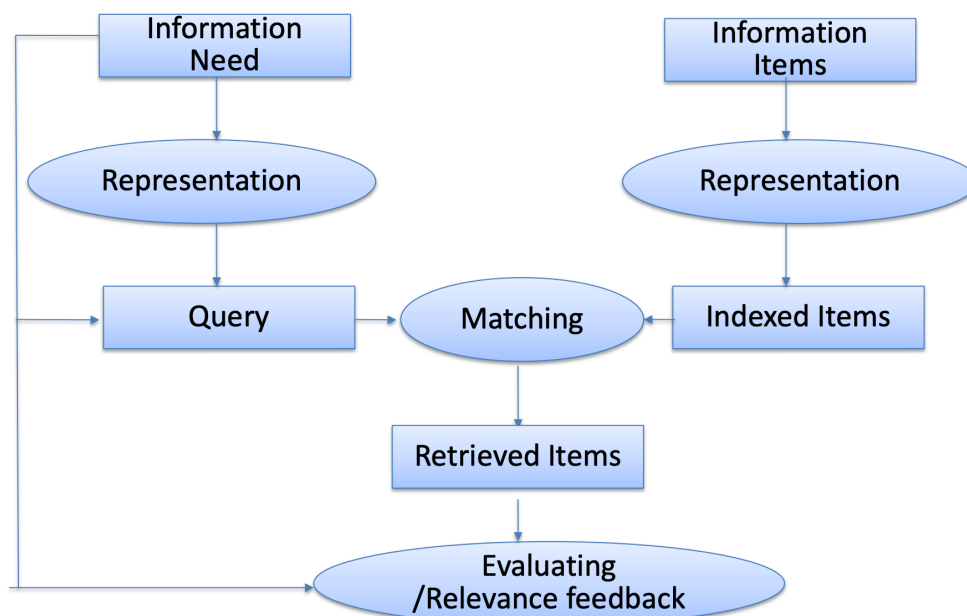 Information
Need
Information
Items
Representation
Representation
Query
Matching
Indexed Items
Retrieved Items
Evaluating
/Relevance feedback